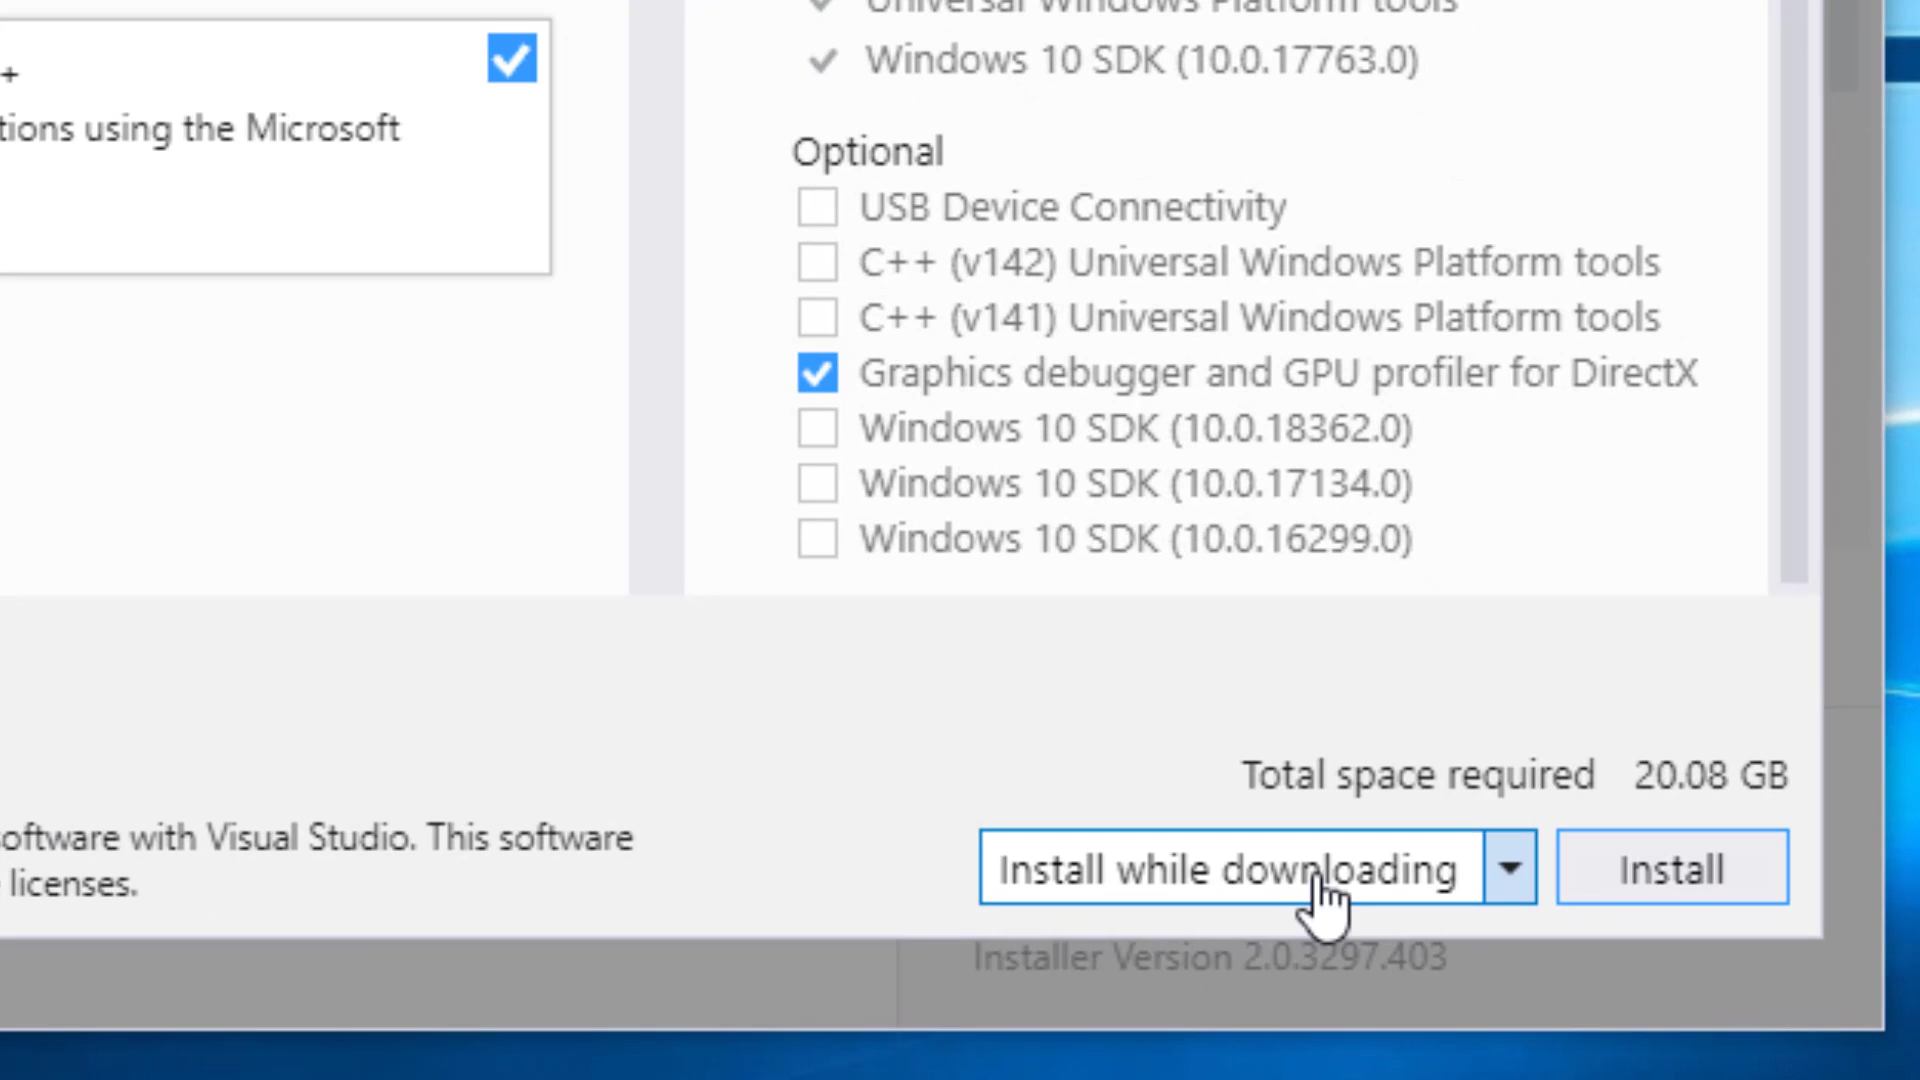 +
tions using the Microsoft
Universal Windows Platform tools
Windows 10 SDK (10.0.17763.0)
Optional
USB Device Connectivity
C++ (v142) Universal Windows Platform tools
C++ (v141) Universal Windows Platform tools
Graphics debugger and GPU profiler for DirectX
Windows 10 SDK (10.0.18362.0)
Windows 10 SDK (10.0.17134.0)
Windows 10 SDK (10.0.16299.0)
Total space required 20.08 GB
oftware with Visual Studio. This software
licenses.
Install while downloading
Install
Installer Version 2.0.3297.403